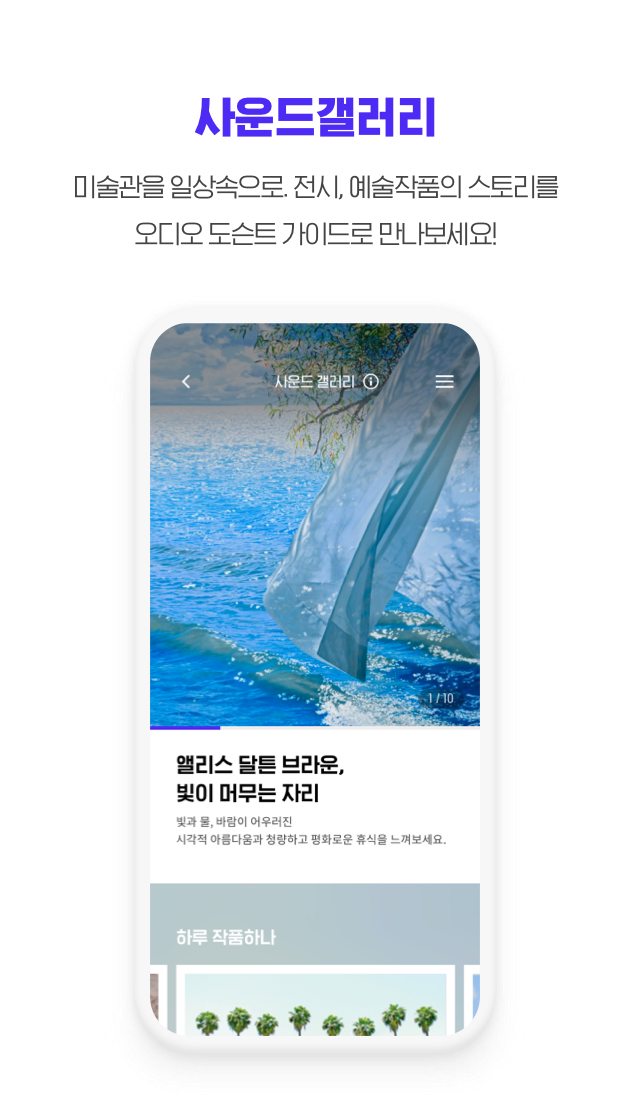 사운드갤러리
미술관을 일상속으로. 전시, 예술작품의 스토리를
오디오 도슨트 가이드로 만나보세요!
사운드 갤러리
1 / 10
앨리스 달튼 브라운,
빛이 머무는 자리
빛과 물, 바람이 어우러진
시각적 아름다움과 청량하고 평화로운 휴식을 느껴보세요.
하루 작품하나